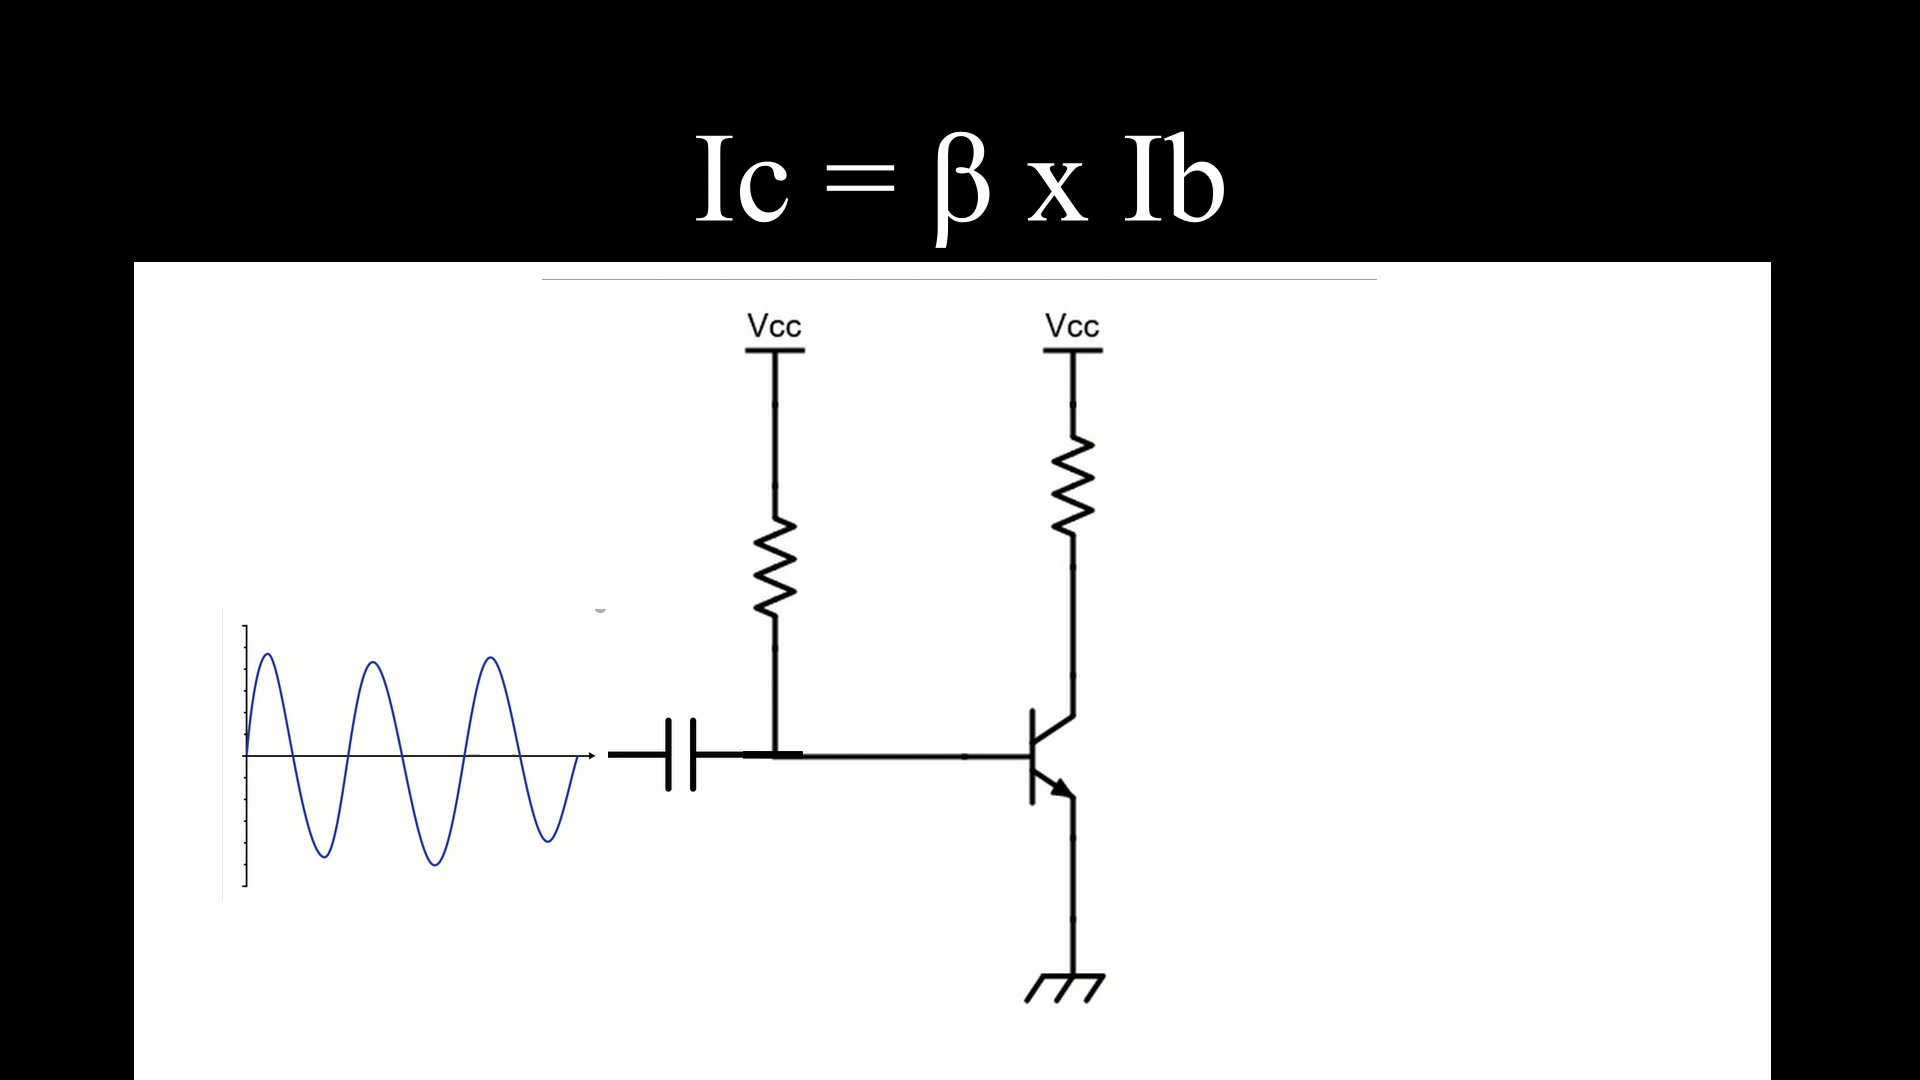 Ic = β x Ib
Vcc Vcc